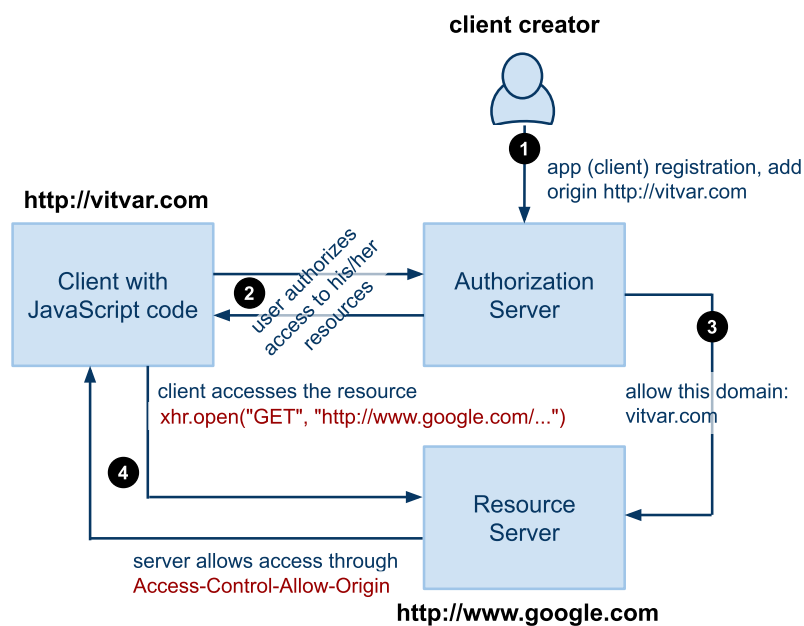 client creator
1
app (client) registration, add
origin http://vitvar.com
http://vitvar.com
Client with
JavaScript code
2
user authorizes
access to his/her
resources
Authorization
Server
3
allow this domain:
vitvar.com
client accesses the resource
xhr.open("GET", "http://www.google.com/...")
4
Resource
Server
server allows access through
Access-Control-Allow-Origin
http://www.google.com